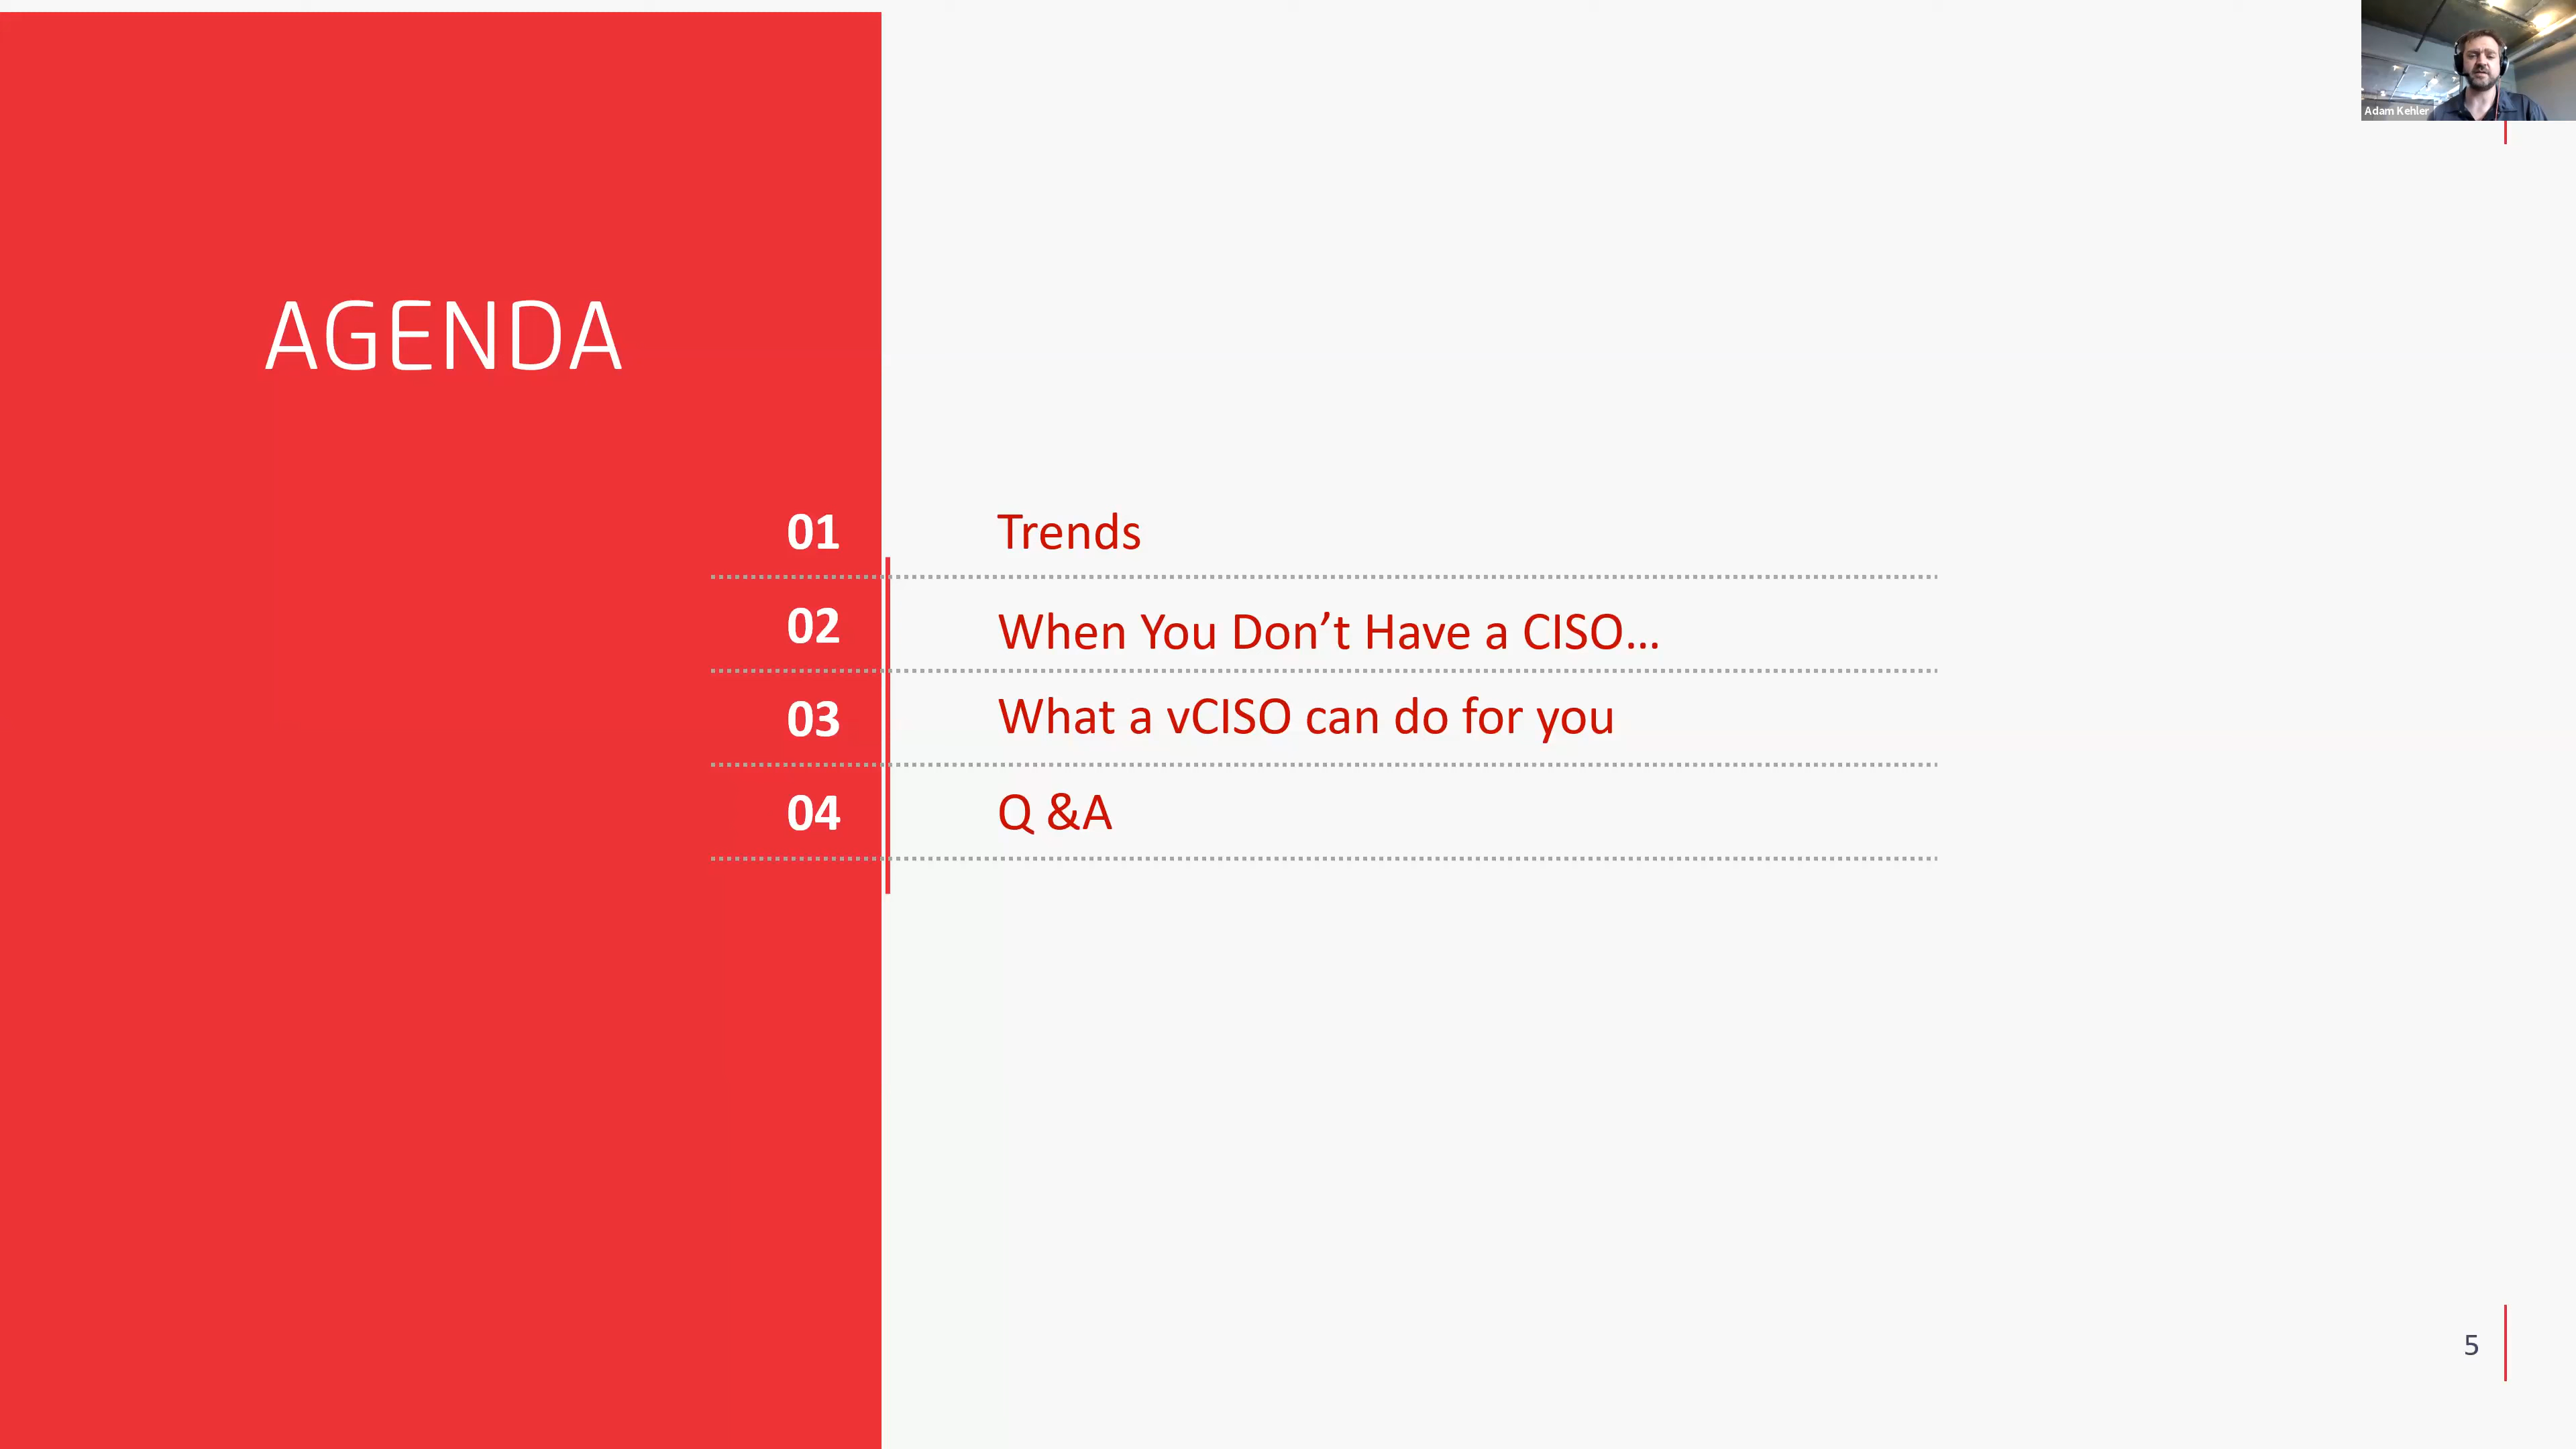 Adam Kehler
AGENDA
01 Trends
02 When You Don’t Have a CISO...
03 What a vCISO can do for you
04 Q &A
5